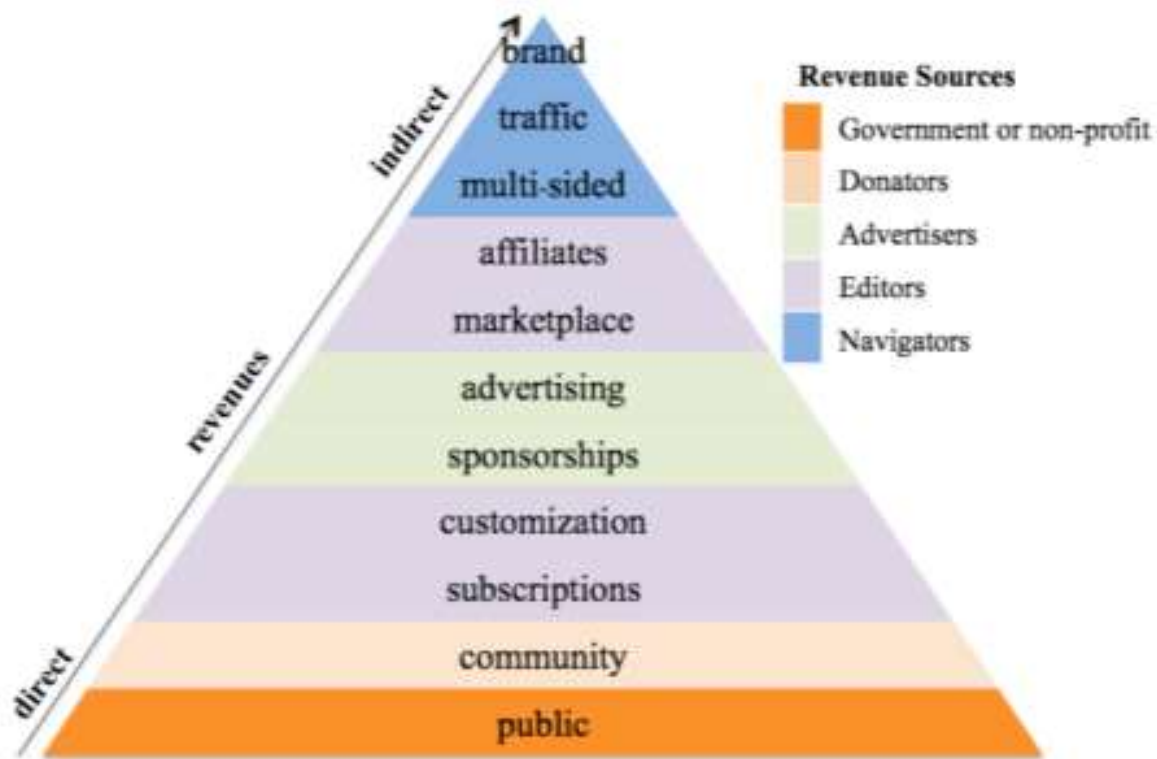 brand
traffic
multi-sided
affiliates
marketplace
advertising
sponsorships
customization
subscriptions
community
public
indirect
revenues
direct
Revenue Sources
Government or non-profit
Donators
Advertisers
Editors
Navigators